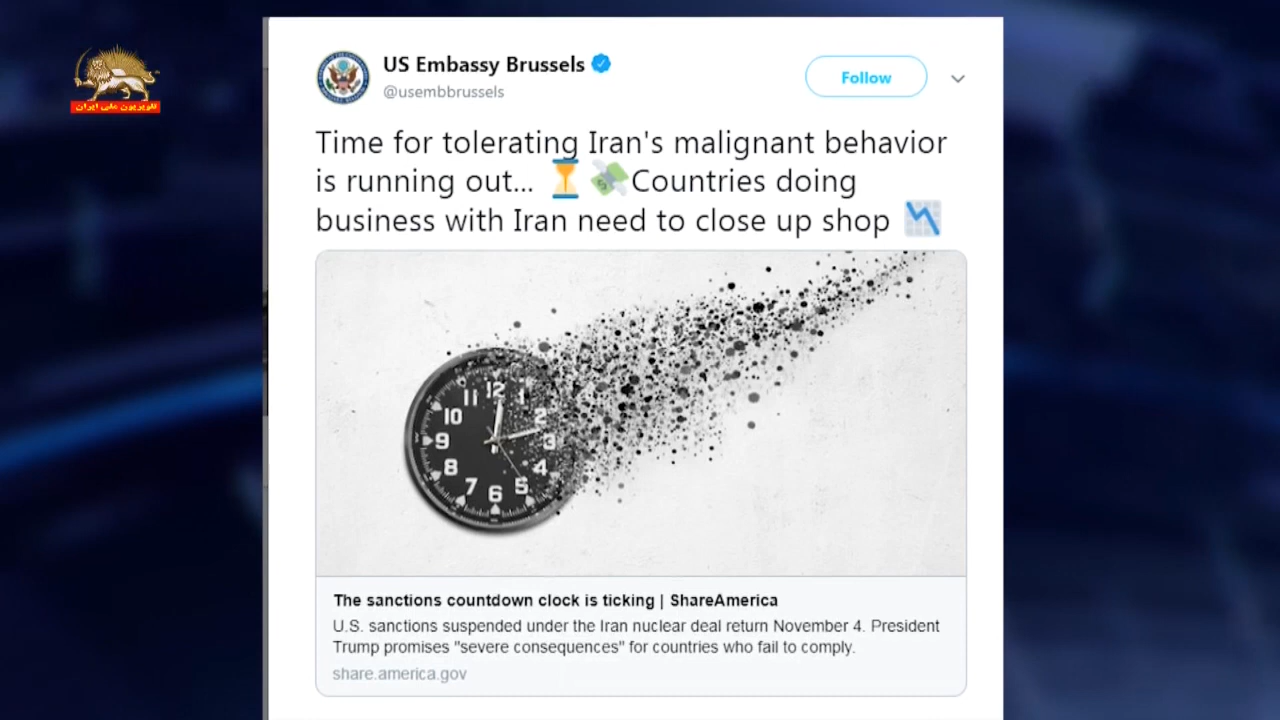 تلویزیون ملی ایران
US Embassy Brussels
@usembbrussels
Follow
Time for tolerating Iran's malignant behavior
is running out... ⏳💸Countries doing
business with Iran need to close up shop 📉
12
1
2
3
4
5
6
7
8
9
10
11
The sanctions countdown clock is ticking | ShareAmerica
U.S. sanctions suspended under the Iran nuclear deal return November 4. President
Trump promises "severe consequences" for countries who fail to comply.
share.america.gov